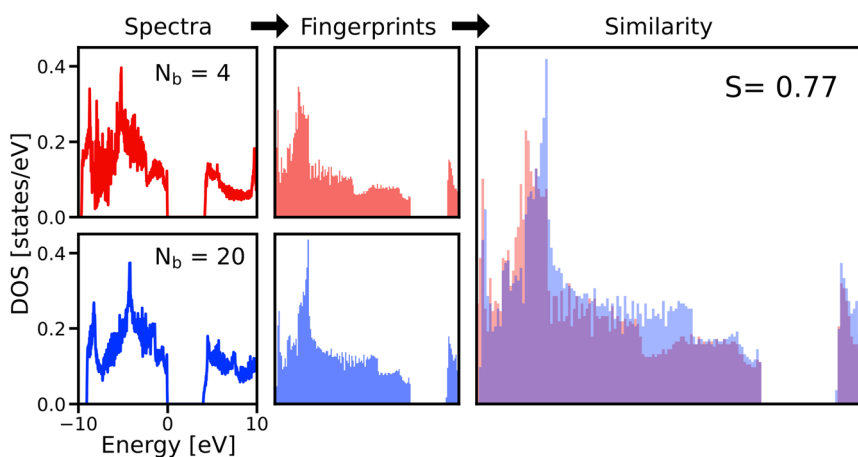 Spectra Fingerprints Similarity
N_b = 4
S= 0.77
0.4
0.2
0.0
N_b = 20
0.4
0.2
0.0
DOS [states/eV]
−10 0 10
Energy [eV]